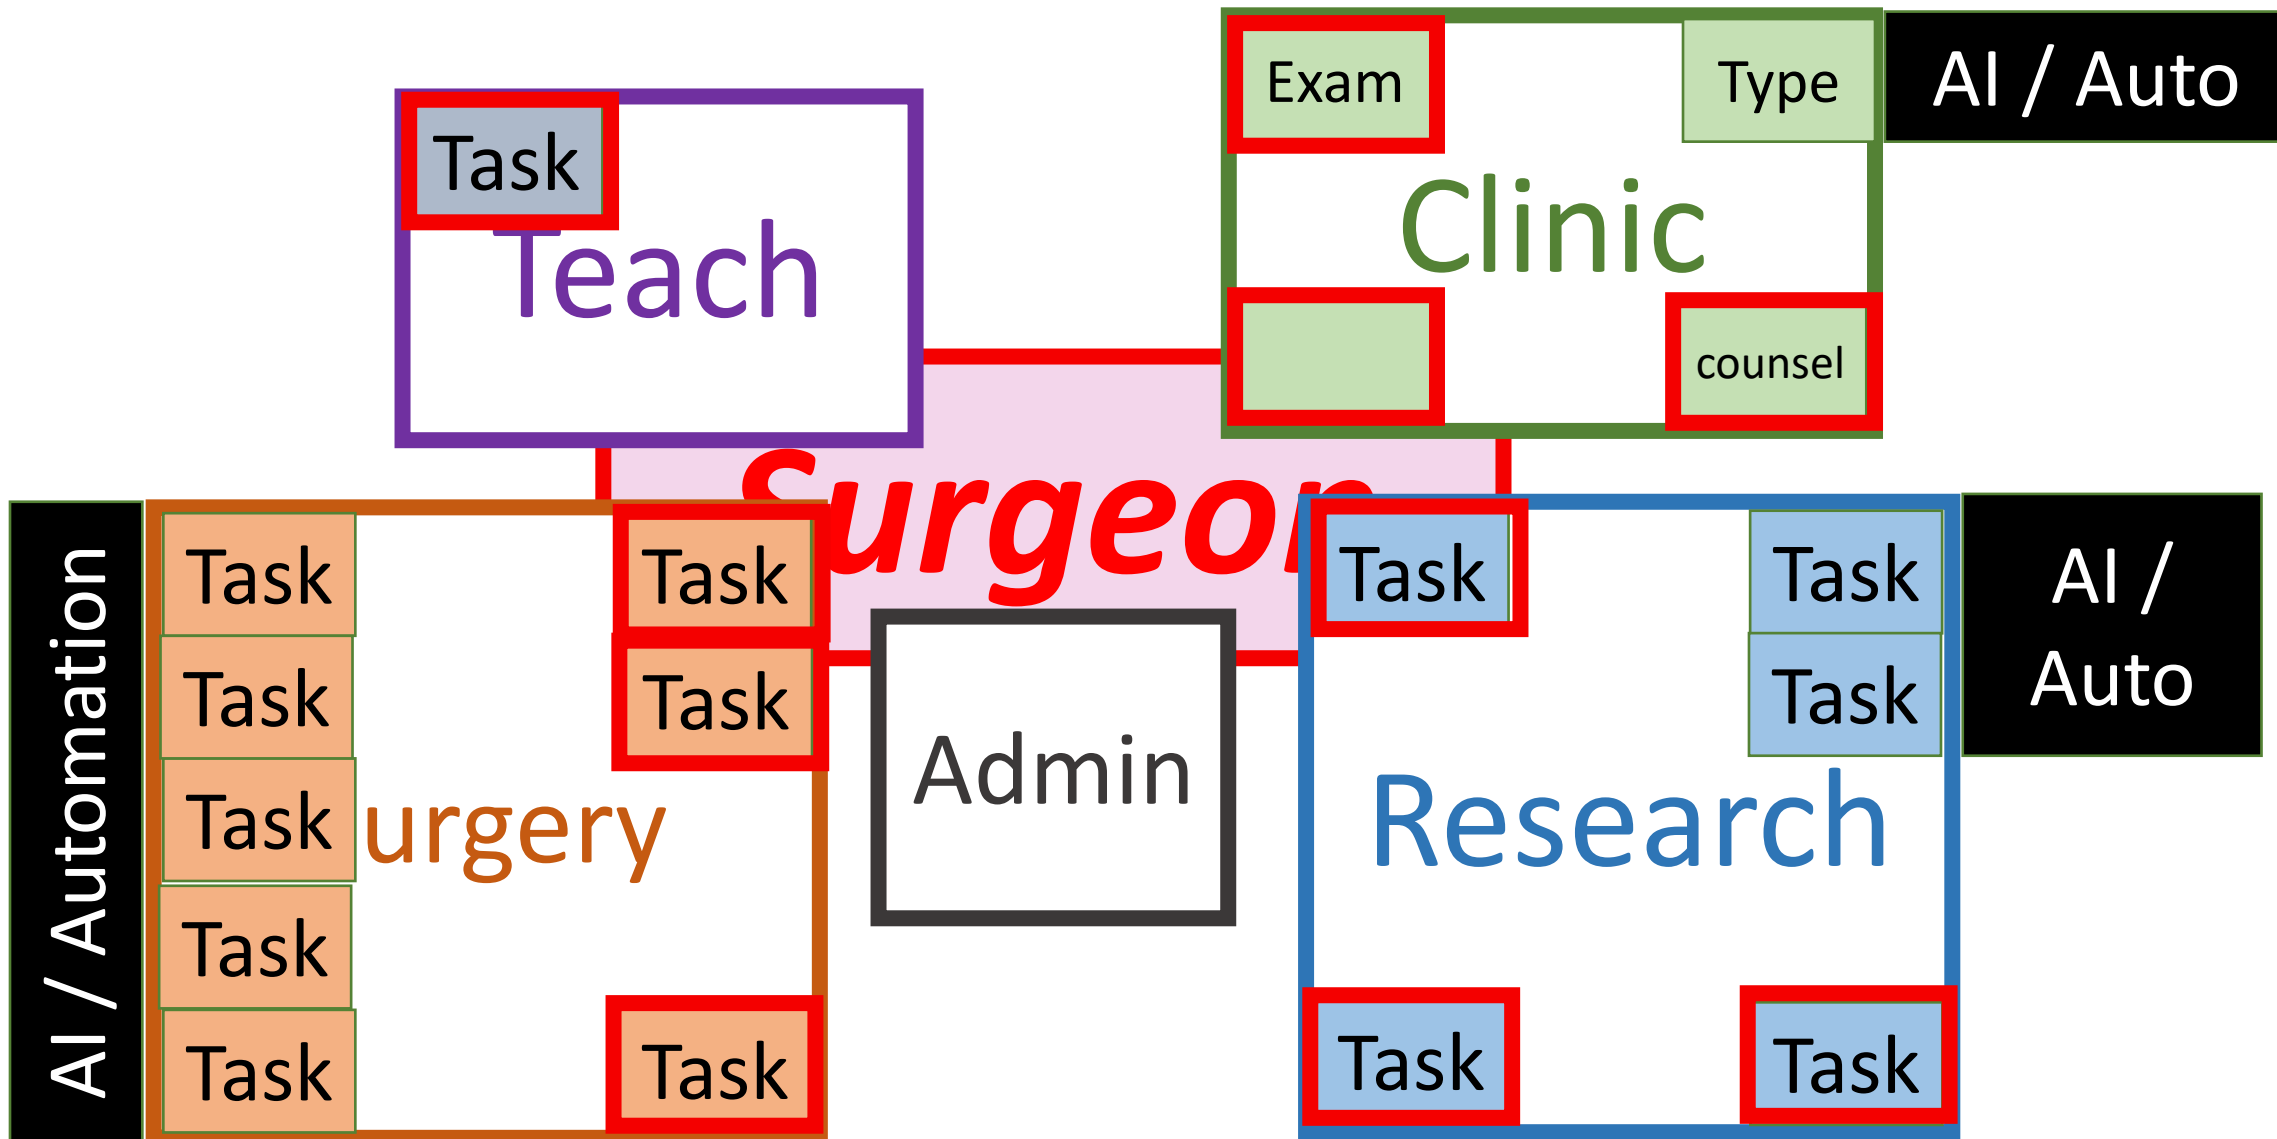 Exam
Type
AI / Auto
Task
Teach
Clinic
counsel
Surgeon
AI / Automation
Task
Task
Task
Task
Task
Task
Task
Task
urgery
Admin
Task
Task
Task
AI /
Auto
Research
Task
Task